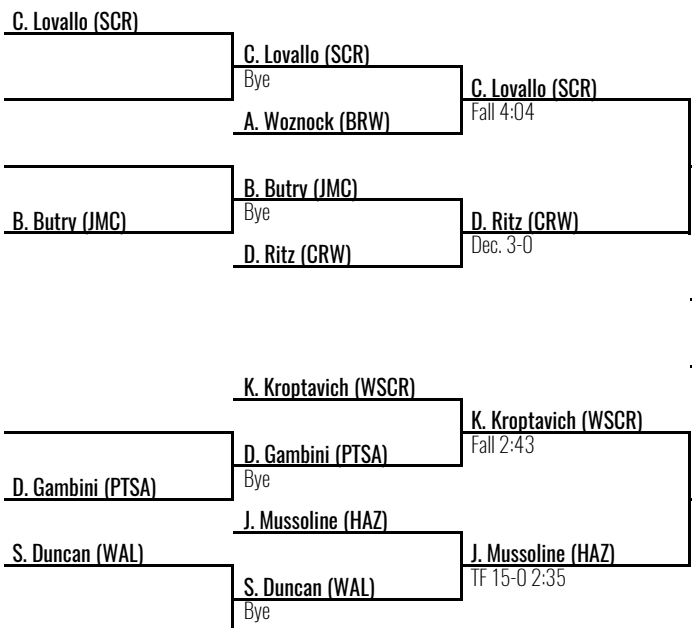 C. Lovallo (SCR)
C. Lovallo (SCR)
Bye
C. Lovallo (SCR)
Fall 4:04
A. Woznock (BRW)
B. Butry (JMC)
Bye
B. Butry (JMC)
D. Ritz (CRW)
Dec. 3-0
D. Ritz (CRW)
K. Kroptavich (WSCR)
K. Kroptavich (WSCR)
Fall 2:43
D. Gambini (PTSA)
Bye
D. Gambini (PTSA)
J. Mussoline (HAZ)
S. Duncan (WAL)
J. Mussoline (HAZ)
TF 15-0 2:35
S. Duncan (WAL)
Bye